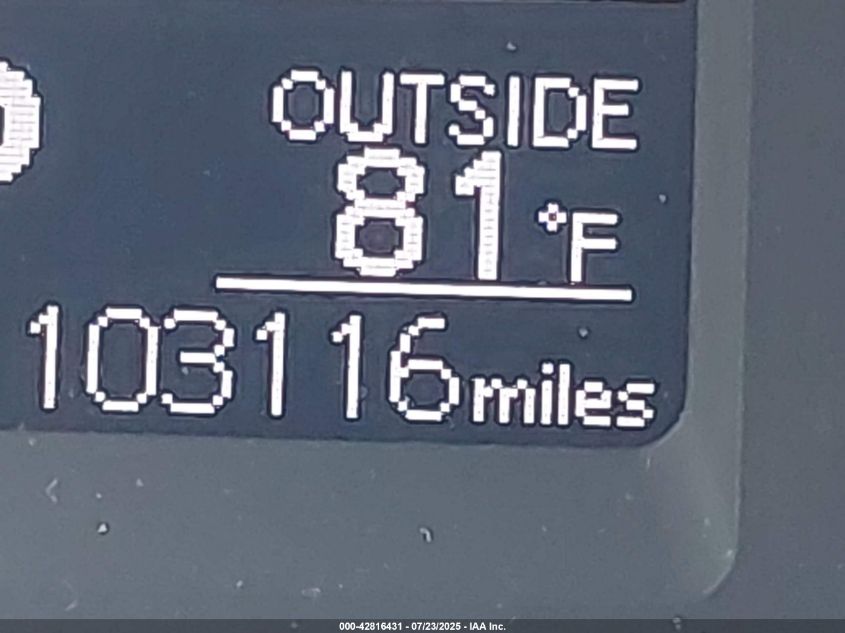 OUTSIDE
81°F
103116 miles
000-42816431 - 07/23/2025 - IAA Inc.